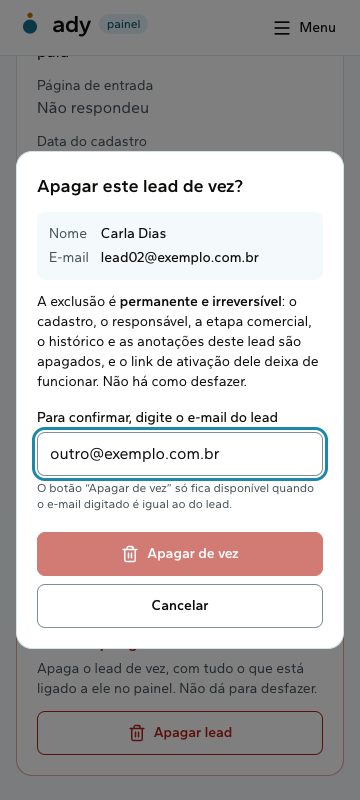 ady painel Menu
Página de entrada
Não respondeu
Data do cadastro
Apagar este lead de vez?
Nome Carla Dias
E-mail lead02@exemplo.com.br
A exclusão é permanente e irreversível: o
cadastro, o responsável, a etapa comercial,
o histórico e as anotações deste lead são
apagados, e o link de ativação dele deixa de
funcionar. Não há como desfazer.
Para confirmar, digite o e-mail do lead
outro@exemplo.com.br
O botão “Apagar de vez” só fica disponível quando
o e-mail digitado é igual ao do lead.
Apagar de vez
Cancelar
Apaga o lead de vez, com tudo o que está
ligado a ele no painel. Não dá para desfazer.
Apagar lead